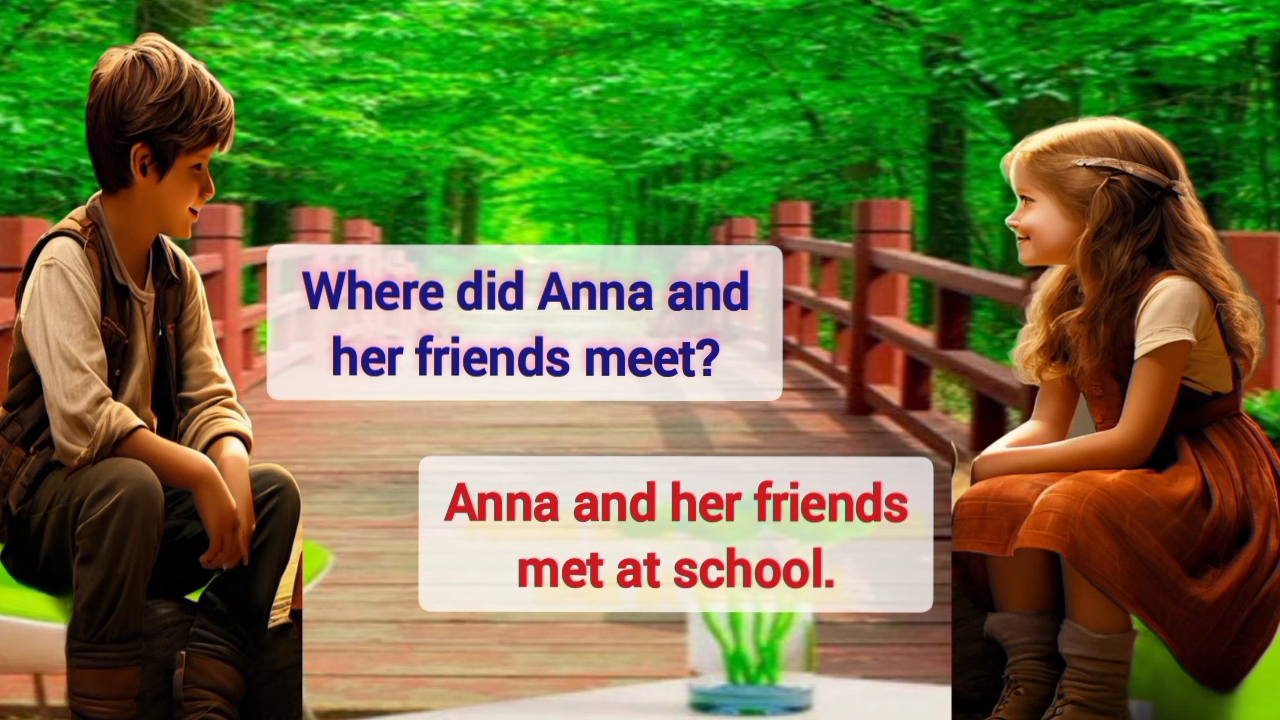 Where did Anna and
her friends meet?
Anna and her friends
met at school.